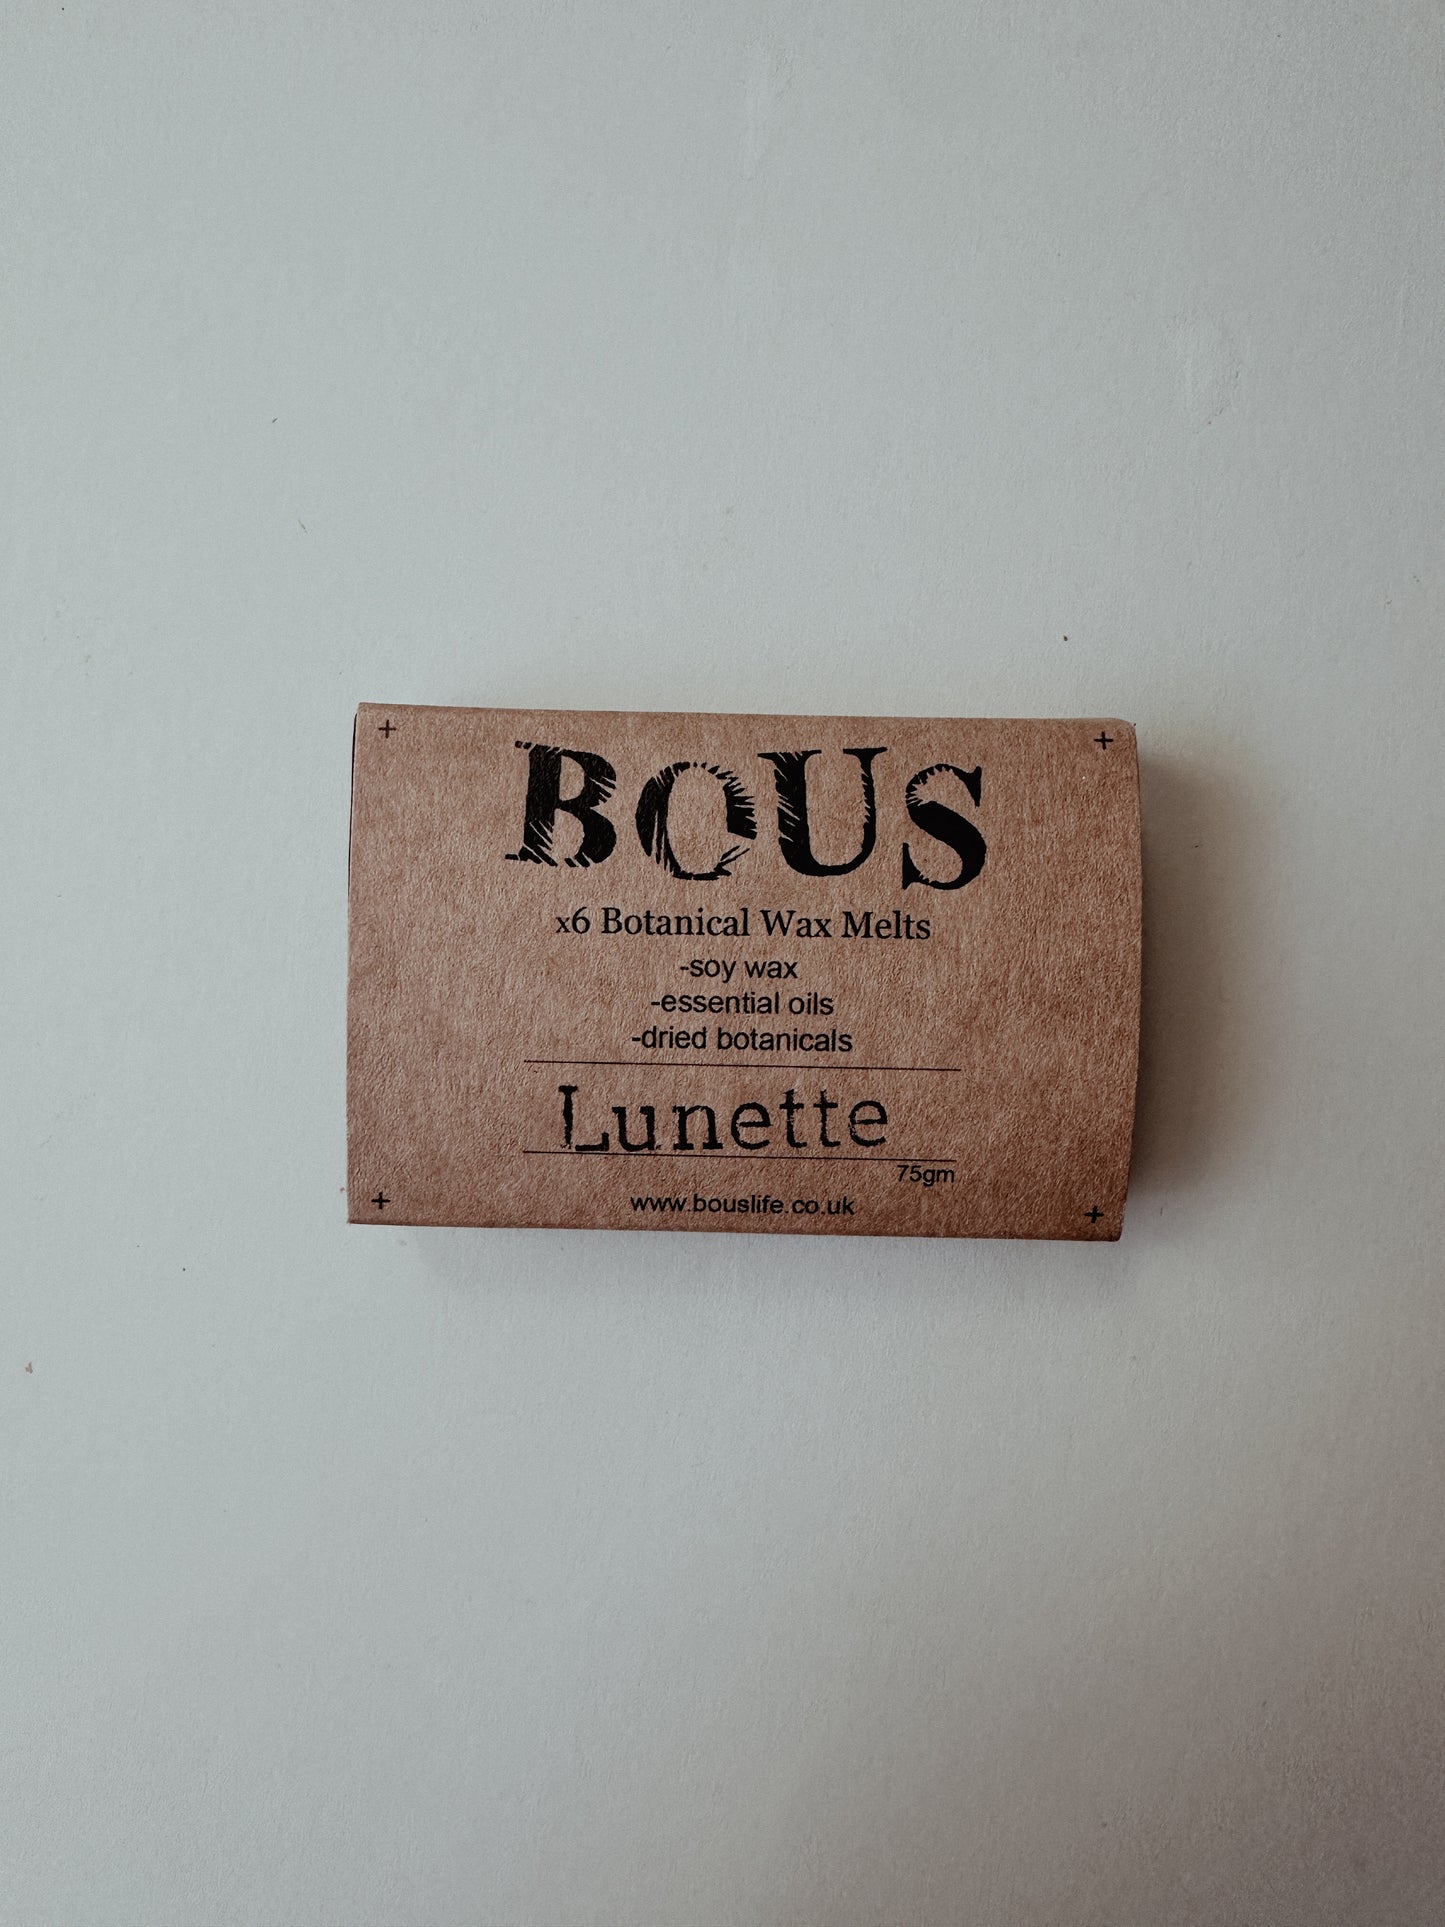 BOUS
x6 Botanical Wax Melts
-soy wax
-essential oils
-dried botanicals
Lunette
75gm
www.bouslife.co.uk